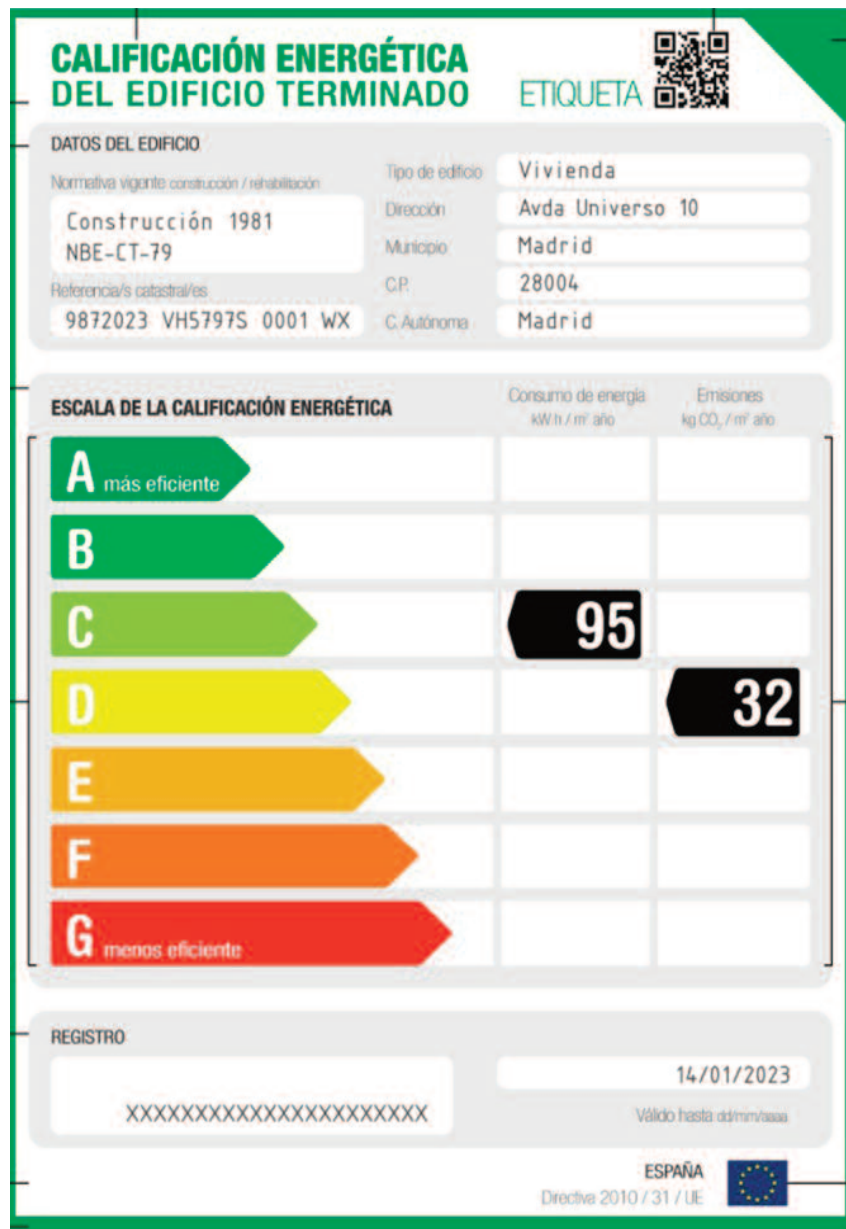 CALIFICACIÓN ENERGÉTICA
DEL EDIFICIO TERMINADO
ETIQUETA
DATOS DEL EDIFICIO
Normativa vigente construcción / rehabilitación
Construcción 1981
NBE-CT-79
Referencia/s catastral/es
9872023 VH5797S 0001 WX
Tipo de edificio Vivienda
Dirección Avda Universo 10
Municipio Madrid
C.P. 28004
C. Autónoma Madrid
ESCALA DE LA CALIFICACIÓN ENERGÉTICA
Consumo de energía
kW h / m² año
Emisiones
kg CO₂ / m² año
A más eficiente
B
C 95
D 32
E
F
G menos eficiente
REGISTRO
XXXXXXXXXXXXXXXXXXXXXX
14/01/2023
Válido hasta dd/mm/aaaa
ESPAÑA
Directiva 2010 / 31 / UE